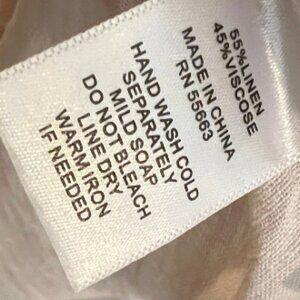 55%LINEN
45%VISCOSE
MADE IN CHINA
RN 55663
HAND WASH COLD
SEPARATELY
MILD SOAP
DO NOT BLEACH
LINE DRY
WARM IRON
IF NEEDED